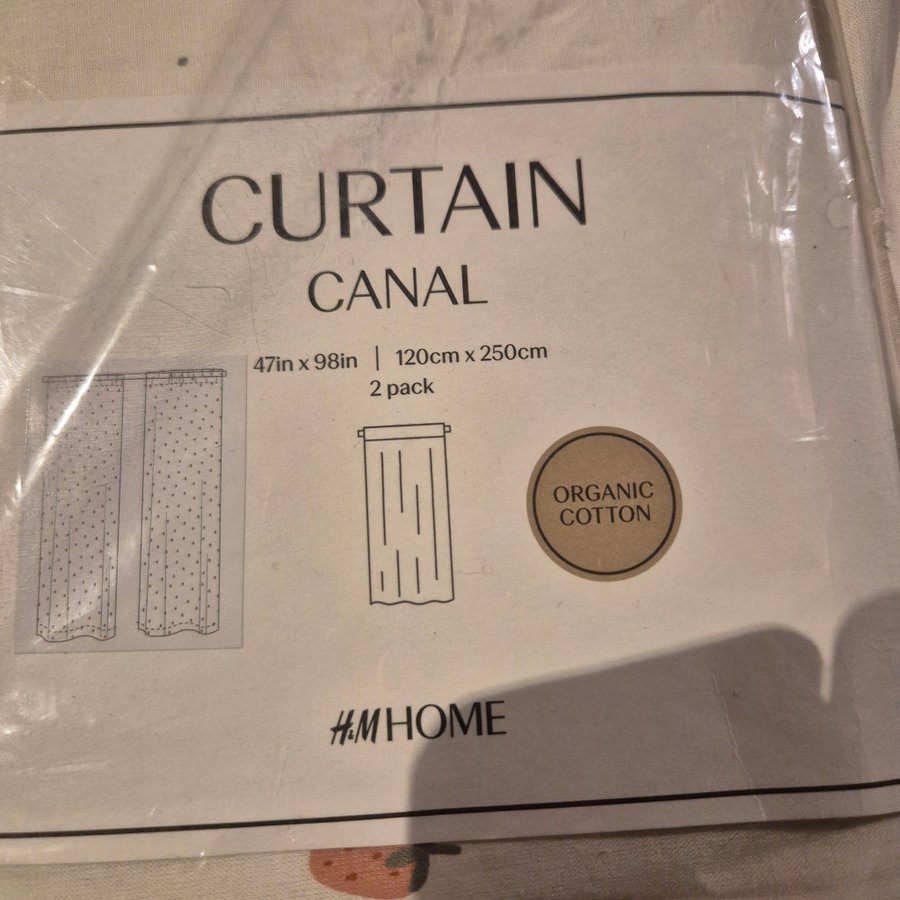 CURTAIN
CANAL
47in x 98in | 120cm x 250cm
2 pack
ORGANIC
COTTON
H&M HOME